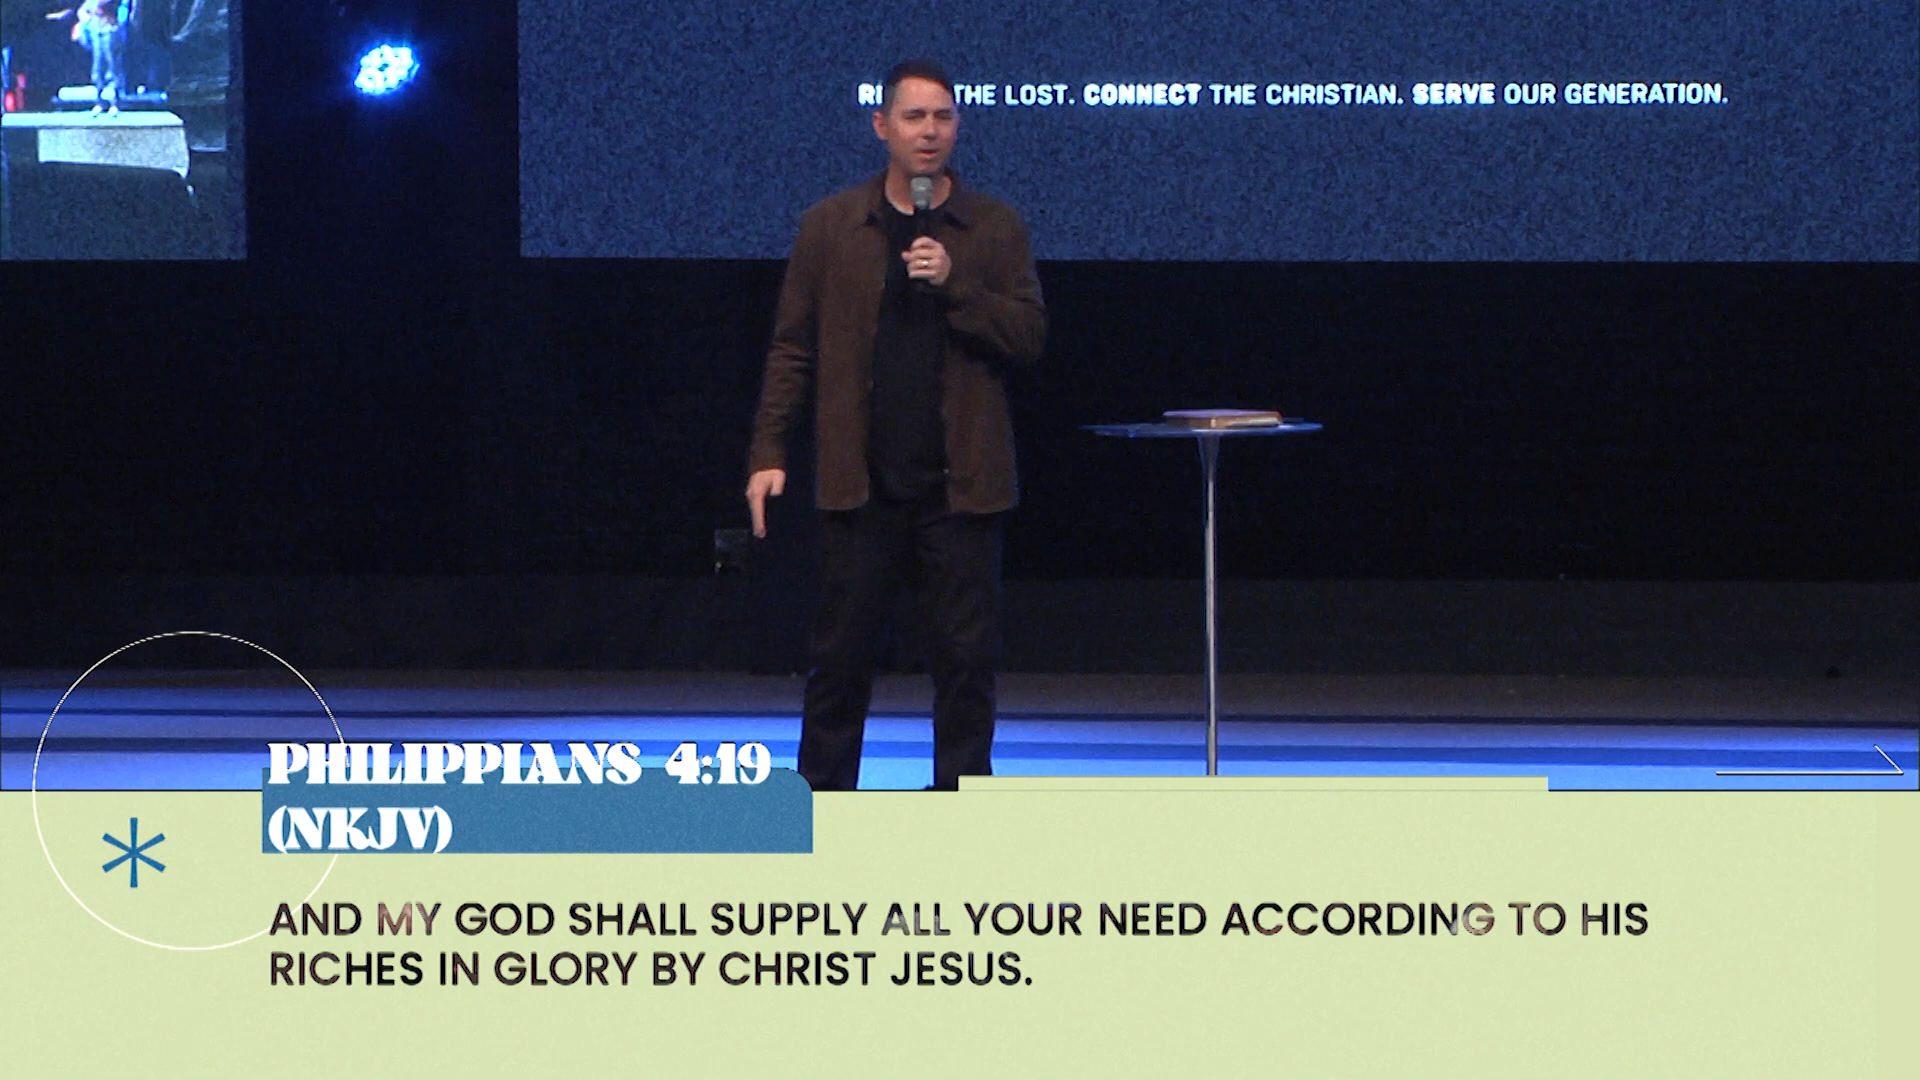 THE LOST. CONNECT THE CHRISTIAN. SERVE OUR GENERATION.
PHILIPPIANS 4:19
(NKJV)
AND MY GOD SHALL SUPPLY ALL YOUR NEED ACCORDING TO HIS
RICHES IN GLORY BY CHRIST JESUS.